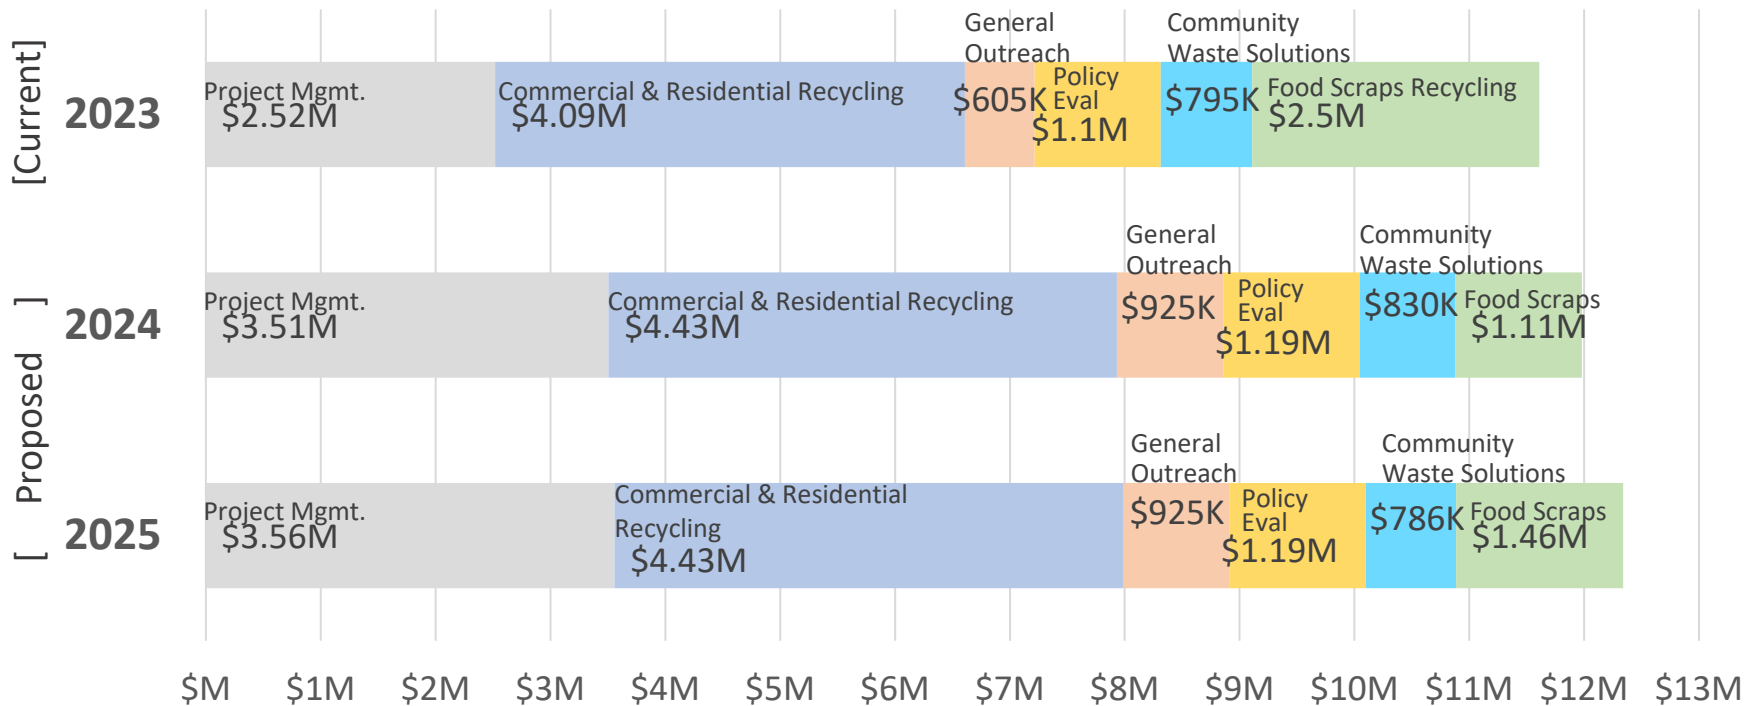 [Current]
2023
Project Mgmt.
$2.52M
Commercial & Residential Recycling
$4.09M
General
Outreach
$605K
Policy
Eval
$1.1M
Community
Waste Solutions
$795K
Food Scraps Recycling
$2.5M
[ Proposed ]
2024
Project Mgmt.
$3.51M
Commercial & Residential Recycling
$4.43M
General
Outreach
$925K
Policy
Eval
$1.19M
Community
Waste Solutions
$830K
Food Scraps
$1.11M
2025
Project Mgmt.
$3.56M
Commercial & Residential
Recycling
$4.43M
General
Outreach
$925K
Policy
Eval
$1.19M
Community
Waste Solutions
$786K
Food Scraps
$1.46M
$M $1M $2M $3M $4M $5M $6M $7M $8M $9M $10M $11M $12M $13M